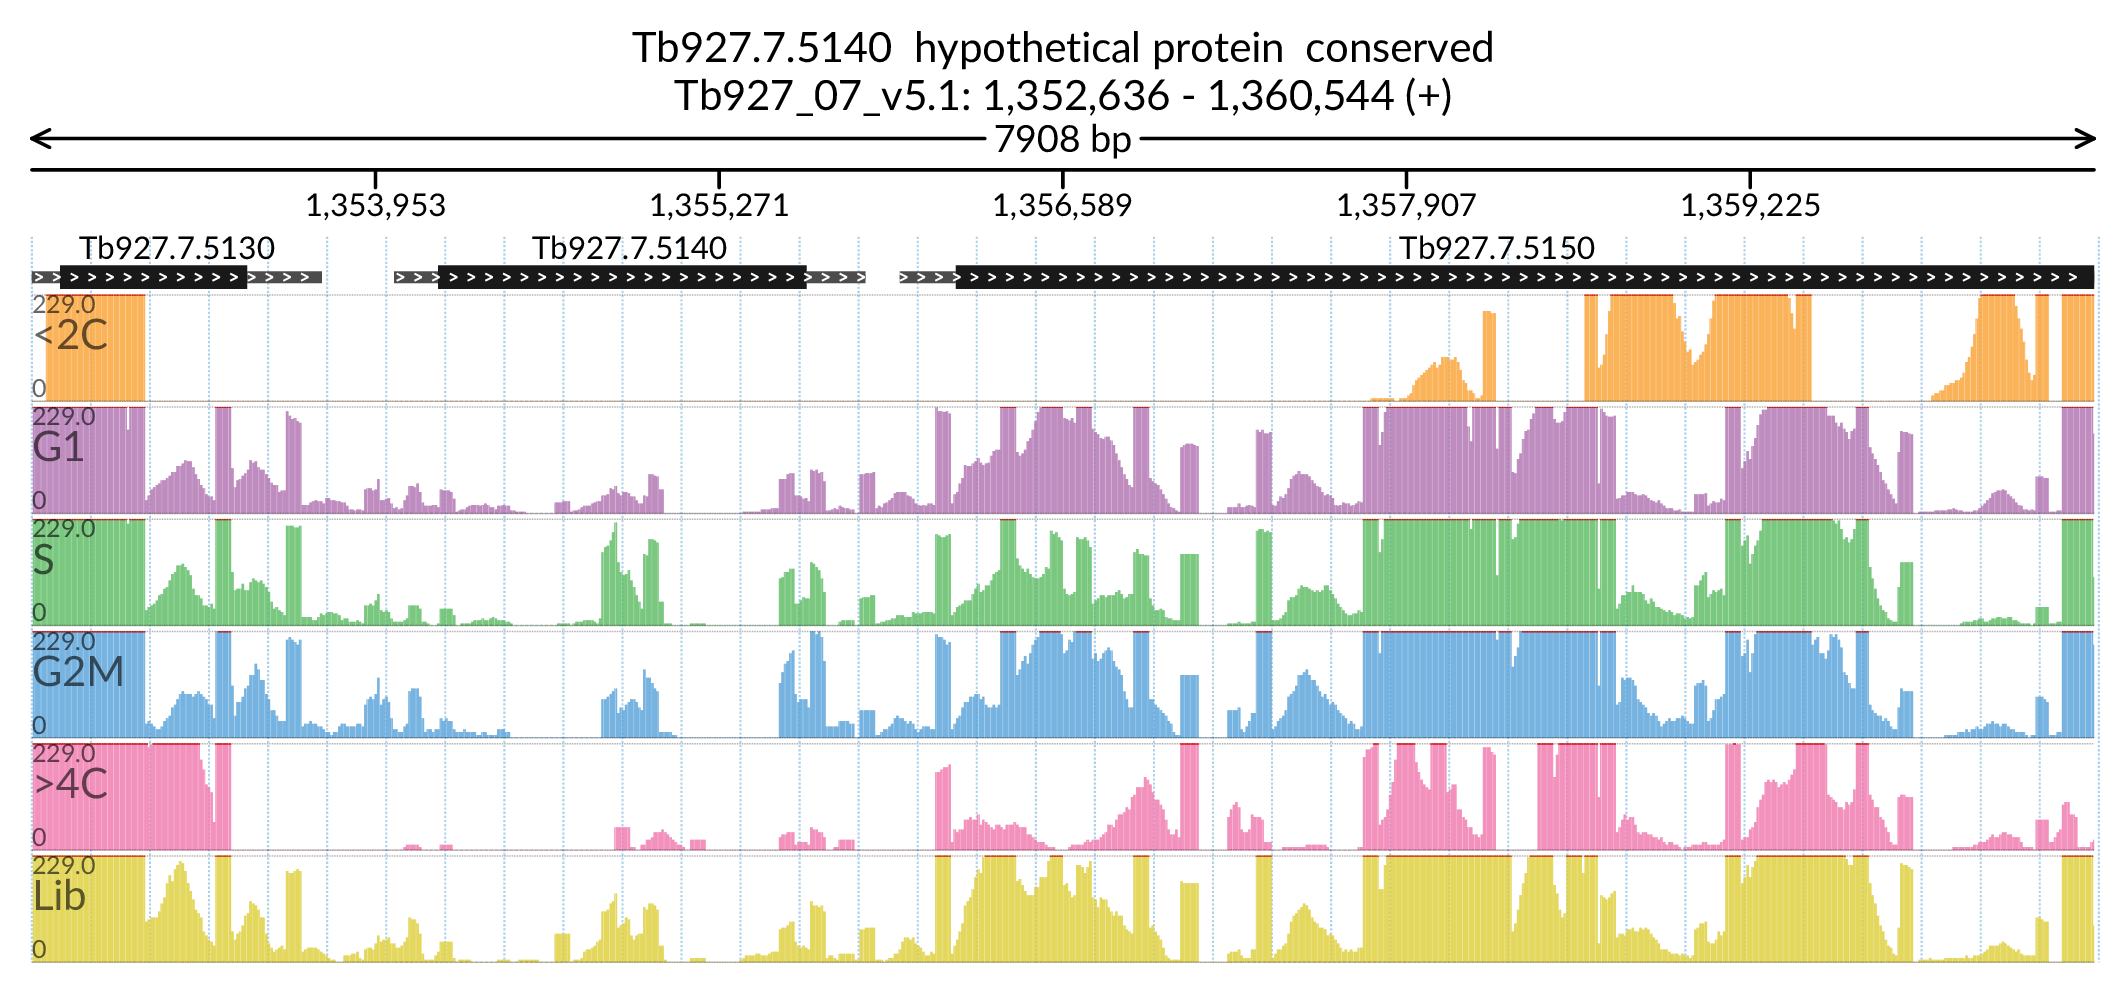 Tb927.7.5140 hypothetical protein conserved
Tb927_07_v5.1: 1,352,636 - 1,360,544 (+)
7908 bp
1,353,953 1,355,271 1,356,589 1,357,907 1,359,225
Tb927.7.5130 Tb927.7.5140 Tb927.7.5150
229.0
<2C
0
229.0
G1
0
229.0
S
0
229.0
G2M
0
229.0
>4C
0
229.0
Lib
0